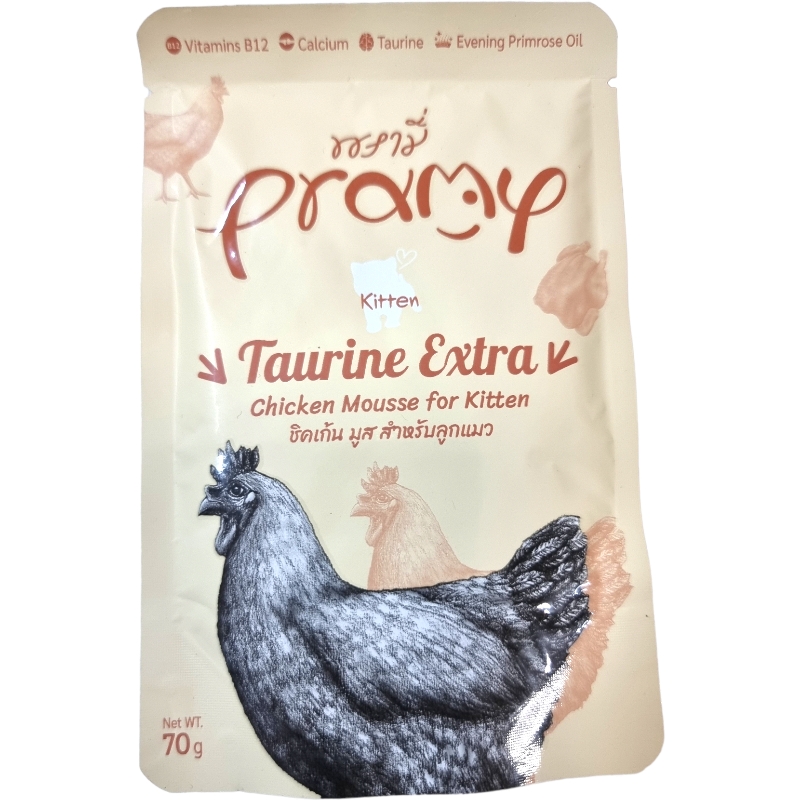 B12 Vitamins B12 Calcium Taurine Evening Primrose Oil
พรามี่
pramy
Kitten
Taurine Extra
Chicken Mousse for Kitten
ชิคเก้น มูส สำหรับลูกแมว
Net WT.
70 g